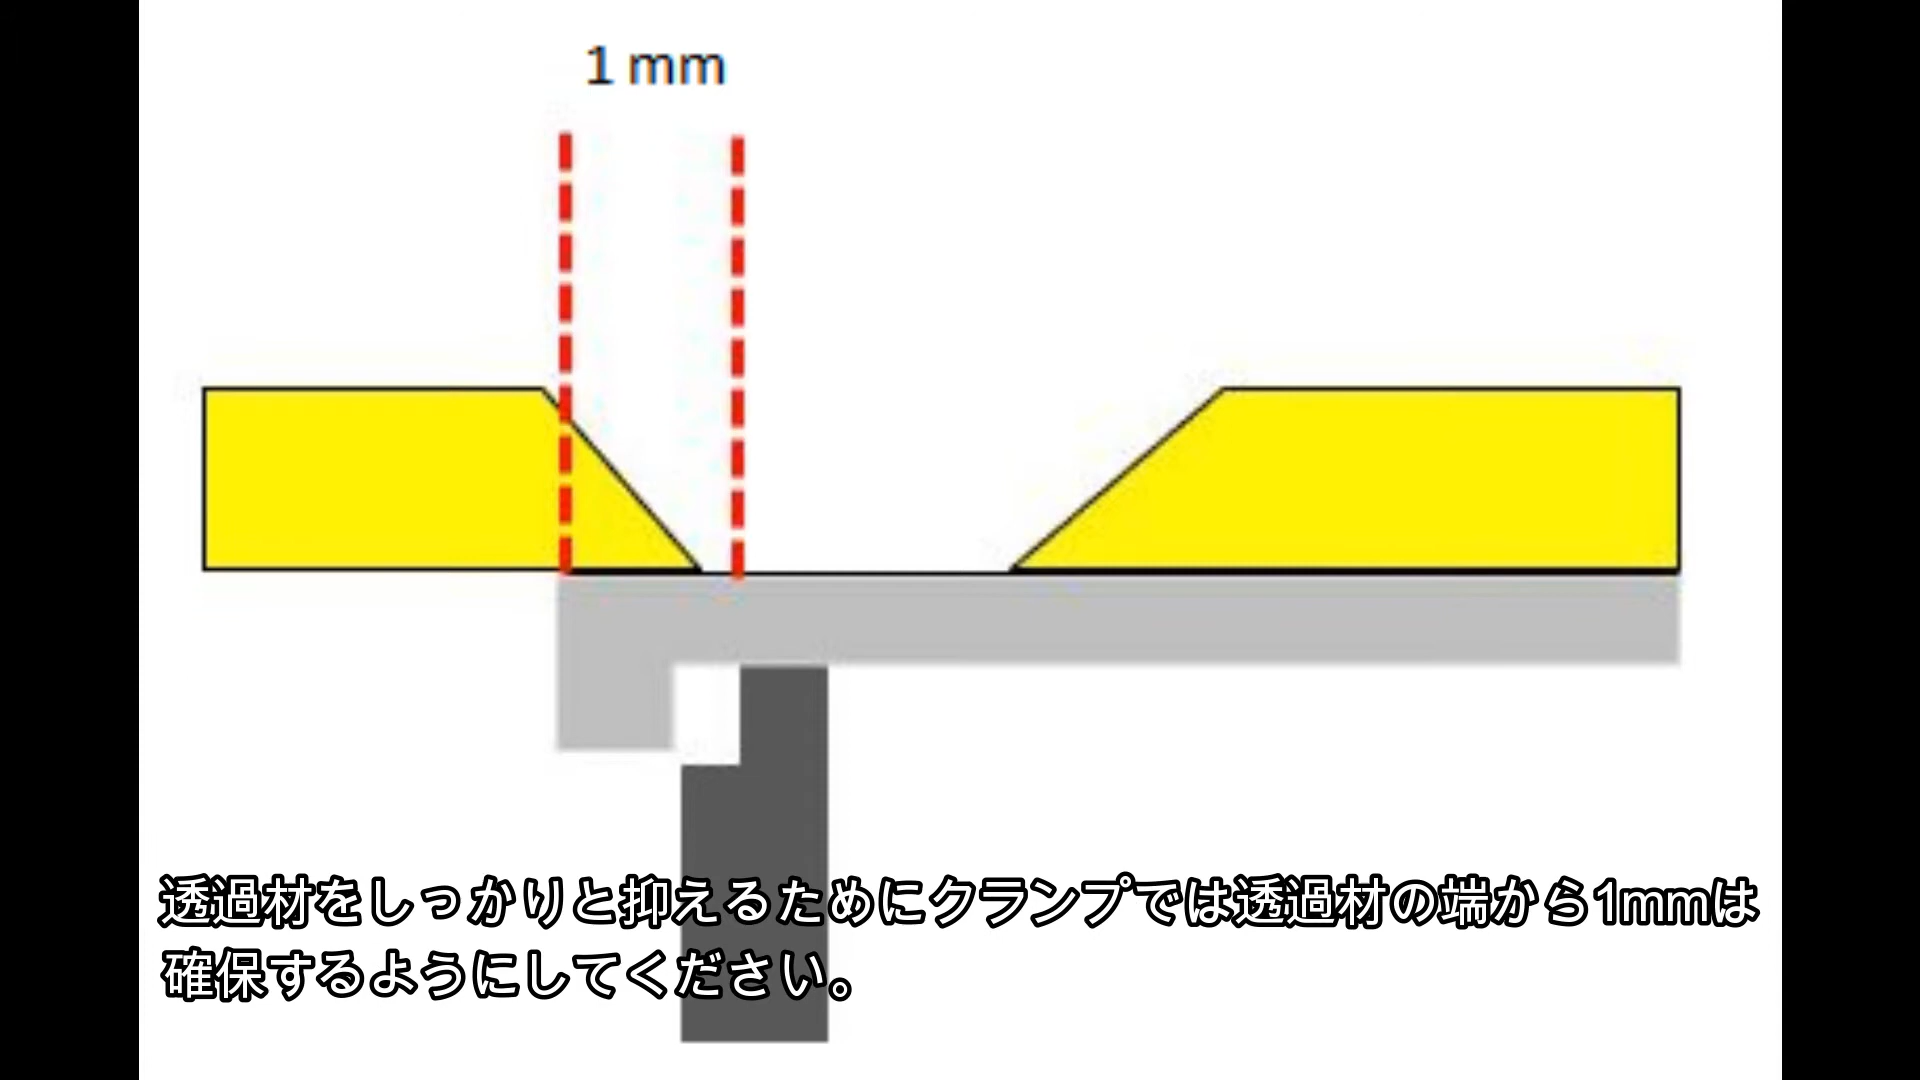 1 mm
透過材をしっかりと抑えるためにクランプでは透過材の端から1mmは
確保するようにしてください。